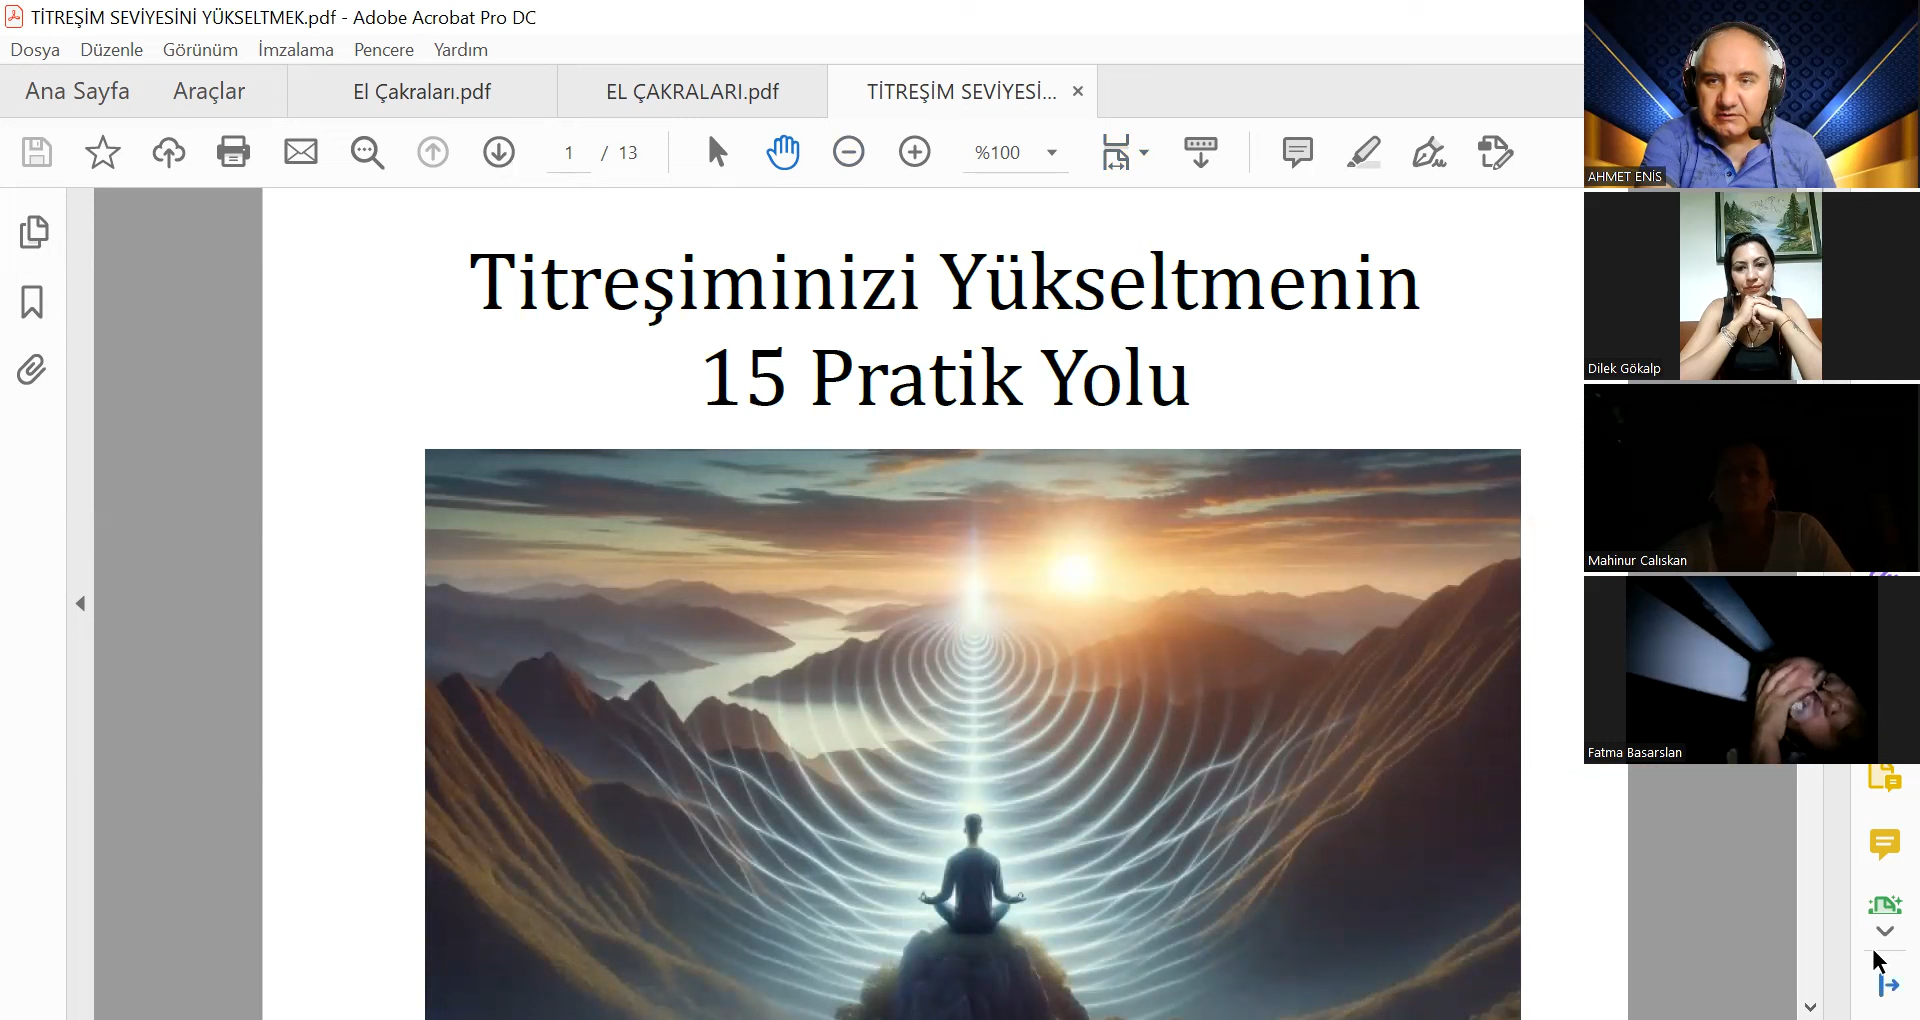 TİTREŞİM SEVİYESİNİ YÜKSELTMEK.pdf - Adobe Acrobat Pro DC
Dosya Düzenle Görünüm İmzalama Pencere Yardım
Ana Sayfa Araçlar El Çakraları.pdf EL ÇAKRALARI.pdf TİTREŞİM SEVİYESİ...
1 / 13 %100
Titreşiminizi Yükseltmenin
15 Pratik Yolu
AHMET ENİS
Dilek Gökalp
Mahinur Calıskan
Fatma Basarslan